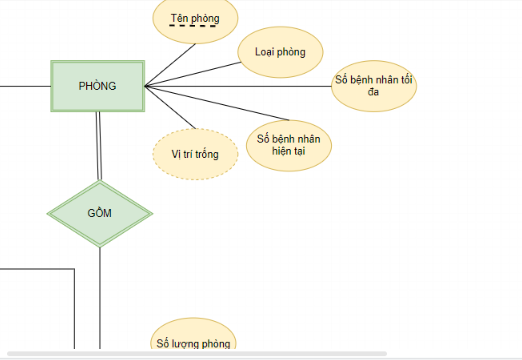 Tên phòng
Loại phòng
PHÒNG
Số bệnh nhân tối
đa
Số bệnh nhân
hiện tại
Vị trí trống
GỒM
Số lượng phòng